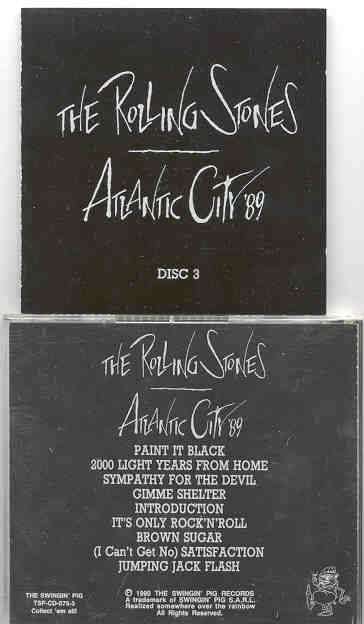 THE ROLLING STONES
ATLANTIC CITY '89
DISC 3
THE ROLLING STONES
ATLANTIC CITY '89
PAINT IT BLACK
2000 LIGHT YEARS FROM HOME
SYMPATHY FOR THE DEVIL
GIMME SHELTER
INTRODUCTION
IT'S ONLY ROCK'N'ROLL
BROWN SUGAR
(I Can't Get No) SATISFACTION
JUMPING JACK FLASH
THE SWINGIN' PIG
TSP-CD-075-3
Collect 'em all!
© 1990 THE SWINGIN' PIG RECORDS
A trademark of SWINGIN' PIG S.A.R.L.
Realized somewhere over the rainbow
All Rights Reserved.